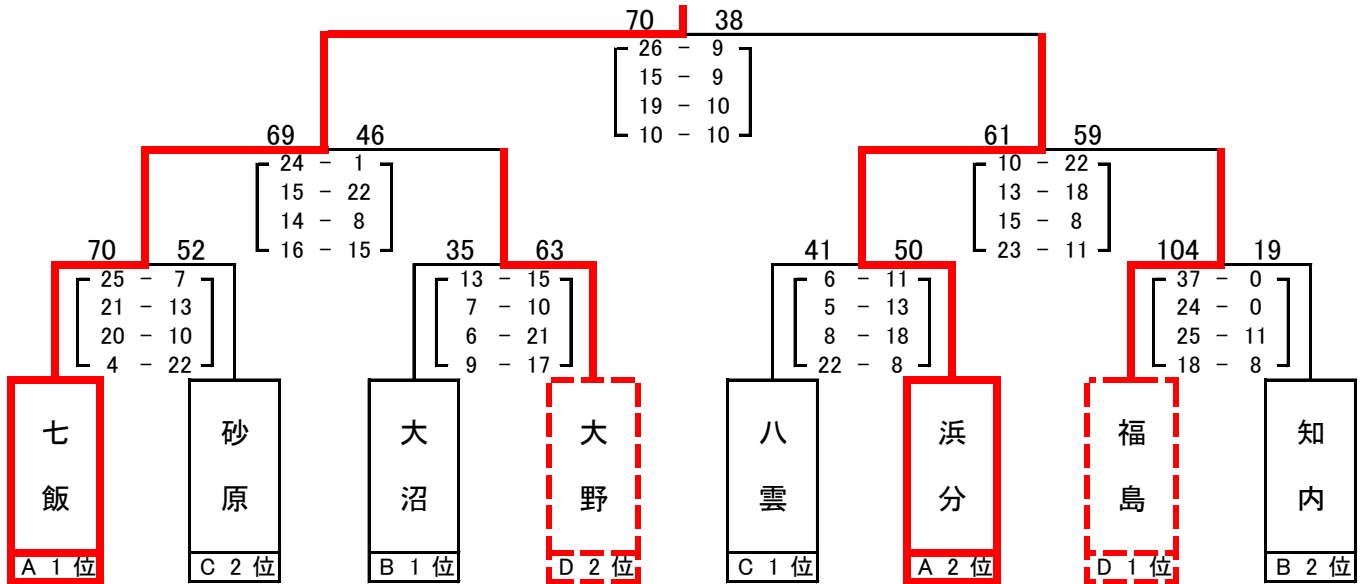 70 38
26 - 9
15 - 9
19 - 10
10 - 10
69 46
24 - 1
15 - 22
14 - 8
16 - 15
61 59
10 - 22
13 - 18
15 - 8
23 - 11
70 52
25 - 7
21 - 13
20 - 10
4 - 22
35 63
13 - 15
7 - 10
6 - 21
9 - 17
41 50
6 - 11
5 - 13
8 - 18
22 - 8
104 19
37 - 0
24 - 0
25 - 11
18 - 8
七飯
A 1 位
砂原
C 2 位
大沼
B 1 位
大野
D 2 位
八雲
C 1 位
浜分
A 2 位
福島
D 1 位
知内
B 2 位